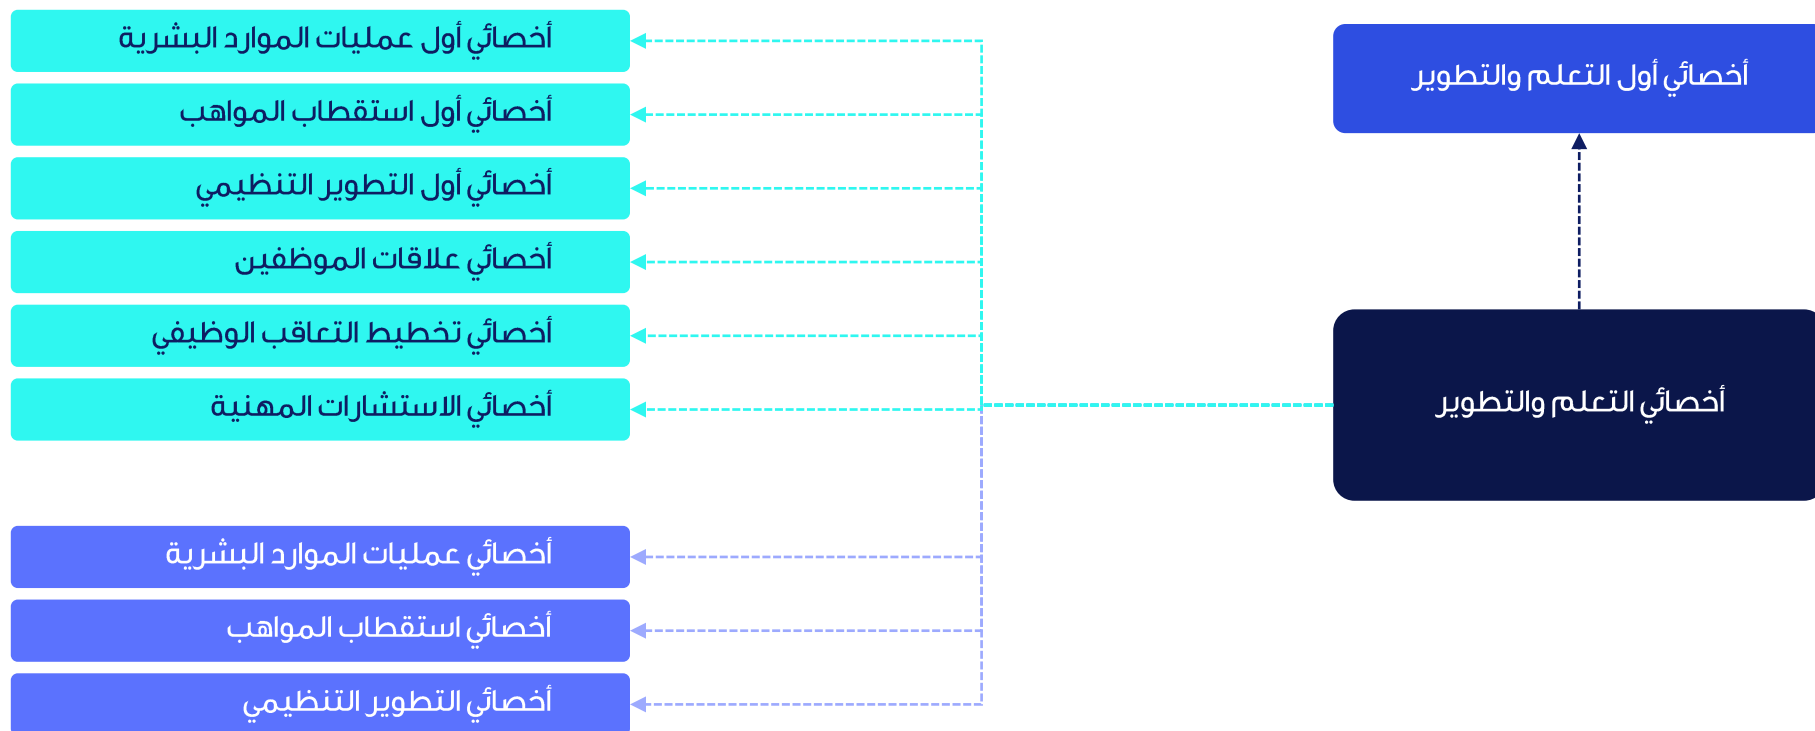 أخصائي أول التعلم والتطوير
أخصائي التعلم والتطوير
أخصائي أول عمليات الموارد البشرية
أخصائي أول استقطاب المواهب
أخصائي أول التطوير التنظيمي
أخصائي علاقات الموظفين
أخصائي تخطيط التعاقب الوظيفي
أخصائي الاستشارات المهنية
أخصائي عمليات الموارد البشرية
أخصائي استقطاب المواهب
أخصائي التطوير التنظيمي